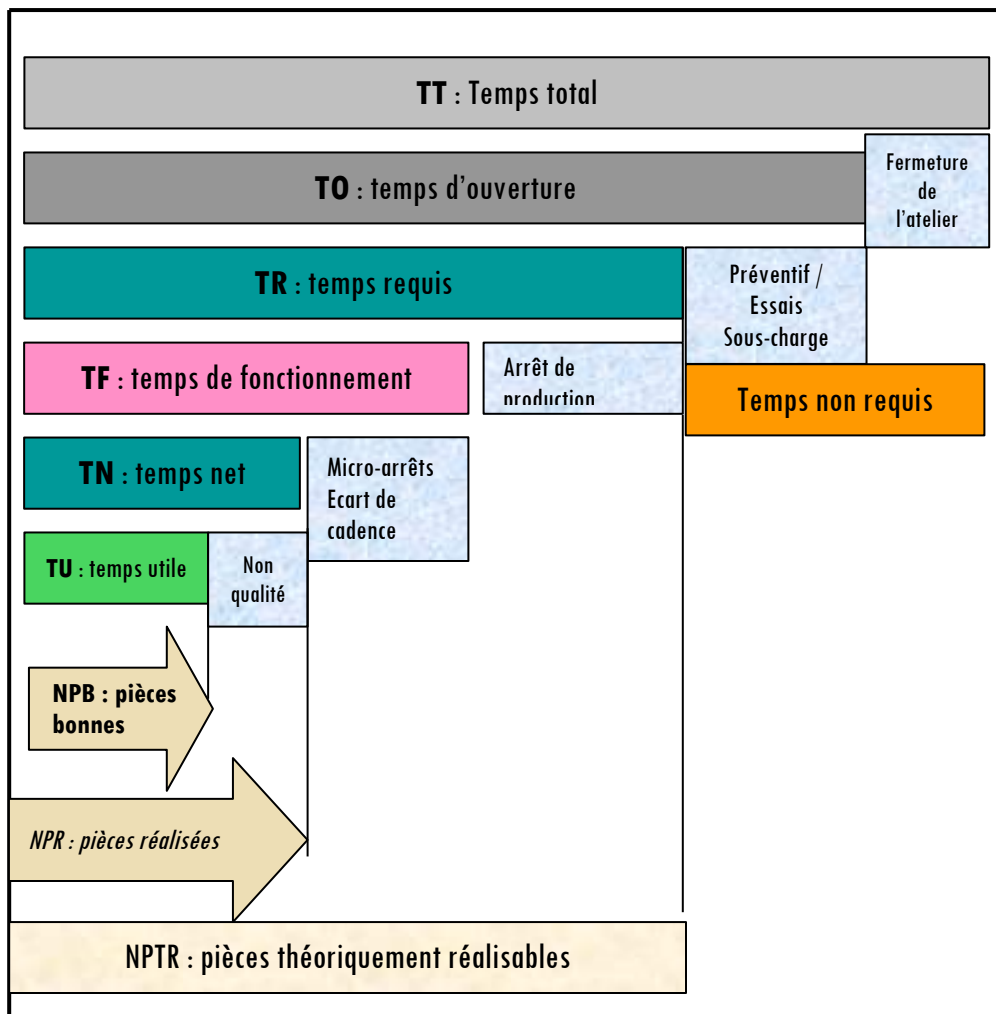 TT : Temps total
TO : temps d'ouverture
Fermeture
de
l'atelier
TR : temps requis
Préventif /
Essais
Sous-charge
TF : temps de fonctionnement
Arrêt de
production
Temps non requis
TN : temps net
Micro-arrêts
Ecart de
cadence
TU : temps utile
Non
qualité
NPB : pièces
bonnes
NPR : pièces réalisées
NPTR : pièces théoriquement réalisables